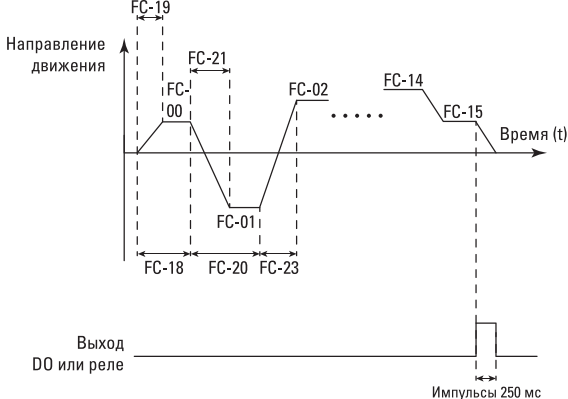 FC-19
Направление
движения
FC-21
FC-
00
FC-02
FC-14
FC-15
Время (t)
FC-01
FC-18
FC-20
FC-23
Выход
DO или реле
Импульсы 250 мс